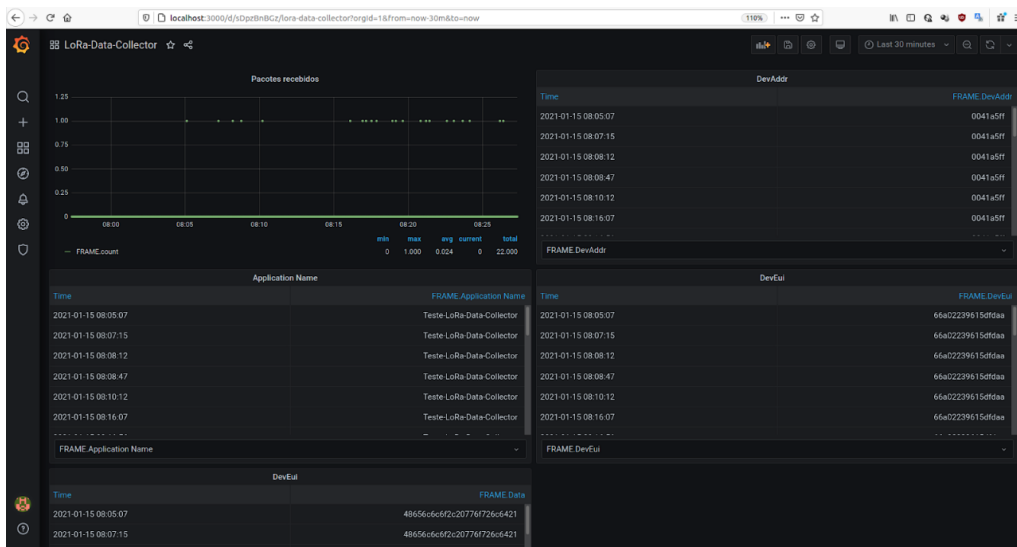 localhost:3000/d/sDpzBnBGz/lora-data-collector?orgId=1&from=now-30m&to=now
110%
LoRa-Data-Collector
Last 30 minutes
Pacotes recebidos
1.25
1.00
0.75
0.50
0.25
0
08:00 08:05 08:10 08:15 08:20 08:25
min max avg current total
FRAME.count 0 1.000 0.024 0 22.000
DevAddr
Time FRAME.DevAddr
2021-01-15 08:05:07 0041a5ff
2021-01-15 08:07:15 0041a5ff
2021-01-15 08:08:12 0041a5ff
2021-01-15 08:08:47 0041a5ff
2021-01-15 08:10:12 0041a5ff
2021-01-15 08:16:07 0041a5ff
FRAME.DevAddr
Application Name
Time FRAME.Application Name
2021-01-15 08:05:07 Teste-LoRa-Data-Collector
2021-01-15 08:07:15 Teste-LoRa-Data-Collector
2021-01-15 08:08:12 Teste-LoRa-Data-Collector
2021-01-15 08:08:47 Teste-LoRa-Data-Collector
2021-01-15 08:10:12 Teste-LoRa-Data-Collector
2021-01-15 08:16:07 Teste-LoRa-Data-Collector
FRAME.Application Name
DevEui
Time FRAME.DevEui
2021-01-15 08:05:07 66a02239615dfdaa
2021-01-15 08:07:15 66a02239615dfdaa
2021-01-15 08:08:12 66a02239615dfdaa
2021-01-15 08:08:47 66a02239615dfdaa
2021-01-15 08:10:12 66a02239615dfdaa
2021-01-15 08:16:07 66a02239615dfdaa
FRAME.DevEui
DevEui
Time FRAME.Data
2021-01-15 08:05:07 48656c6c6f2c20776f726c6421
2021-01-15 08:07:15 48656c6c6f2c20776f726c6421